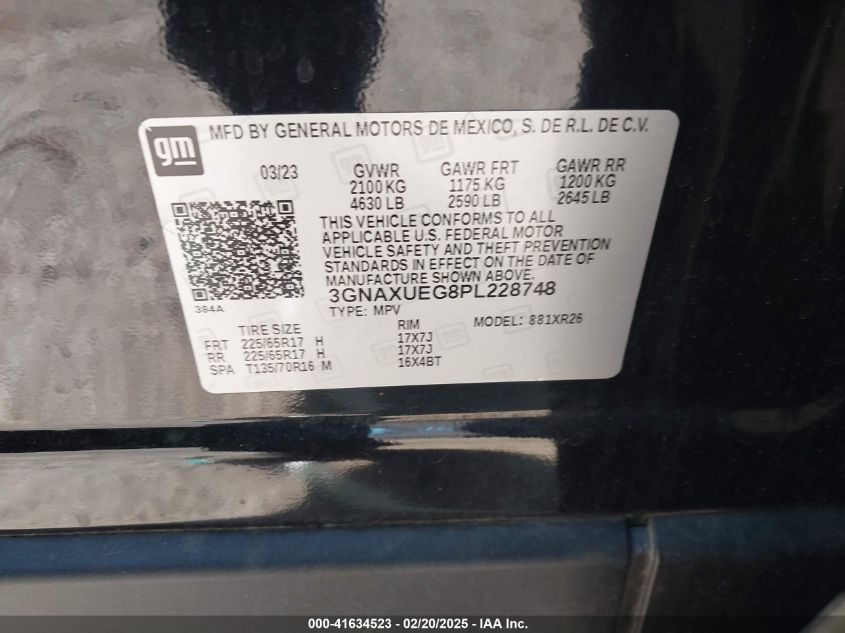 gm MFD BY GENERAL MOTORS DE MEXICO, S. DE R.L. DE C.V.
03/23 GVWR GAWR FRT GAWR RR
2100 KG 1175 KG 1200 KG
4630 LB 2590 LB 2645 LB
THIS VEHICLE CONFORMS TO ALL
APPLICABLE U.S. FEDERAL MOTOR
VEHICLE SAFETY AND THEFT PREVENTION
STANDARDS IN EFFECT ON THE DATE OF
MANUFACTURE SHOWN ABOVE.
3GNAXUEG8PL228748
384A
TYPE: MPV MODEL: 881XR26
TIRE SIZE RIM
FRT 225/65R17 H 17X7J
RR 225/65R17 H 17X7J
SPA T135/70R16 M 16X4BT
000-41634523 / 02/20/2025 - IAA Inc.